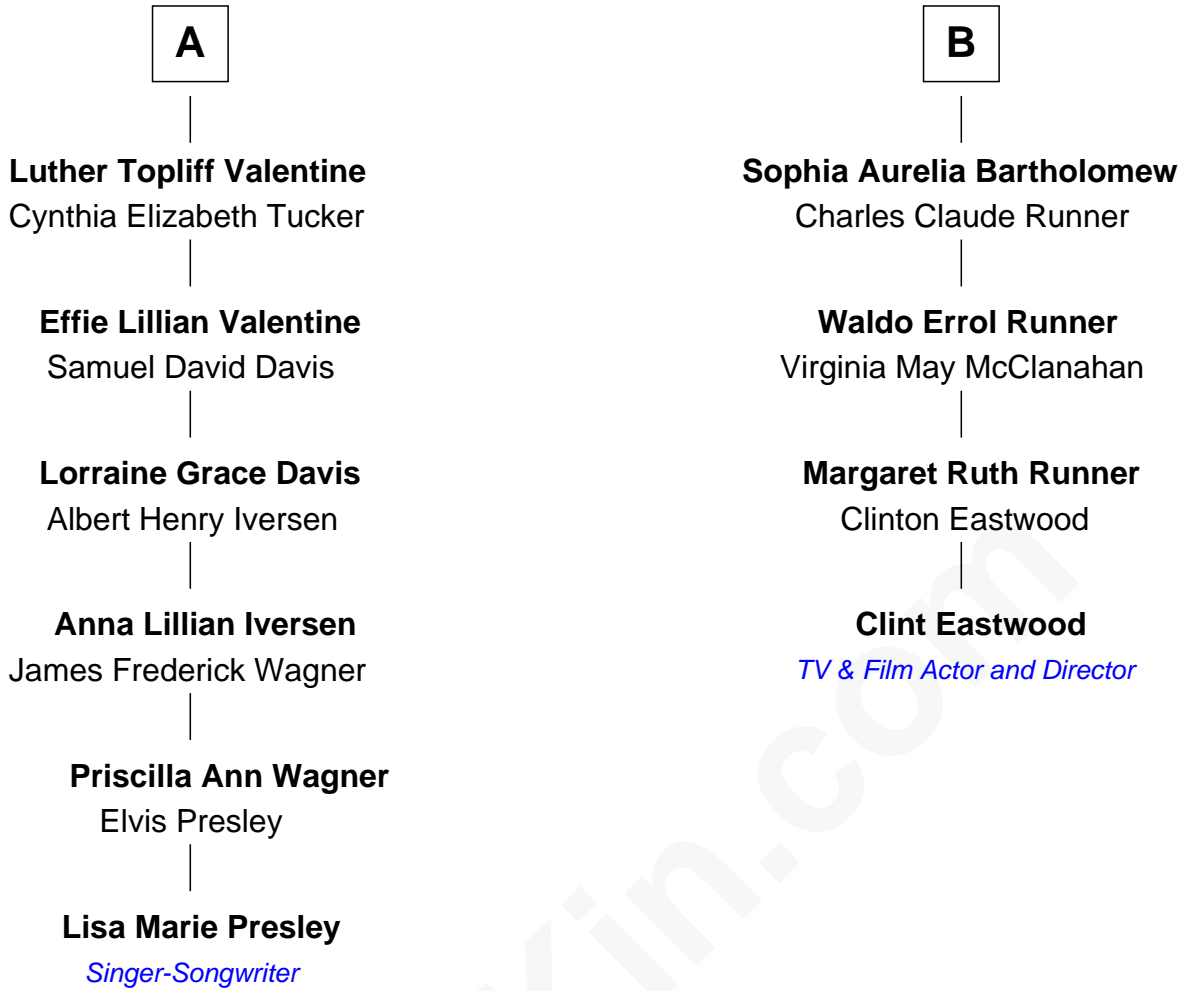 A
Luther Topliff Valentine
Cynthia Elizabeth Tucker
Effie Lillian Valentine
Samuel David Davis
Lorraine Grace Davis
Albert Henry Iversen
Anna Lillian Iversen
James Frederick Wagner
Priscilla Ann Wagner
Elvis Presley
Lisa Marie Presley
Singer-Songwriter
B
Sophia Aurelia Bartholomew
Charles Claude Runner
Waldo Errol Runner
Virginia May McClanahan
Margaret Ruth Runner
Clinton Eastwood
Clint Eastwood
TV & Film Actor and Director
Kin.com